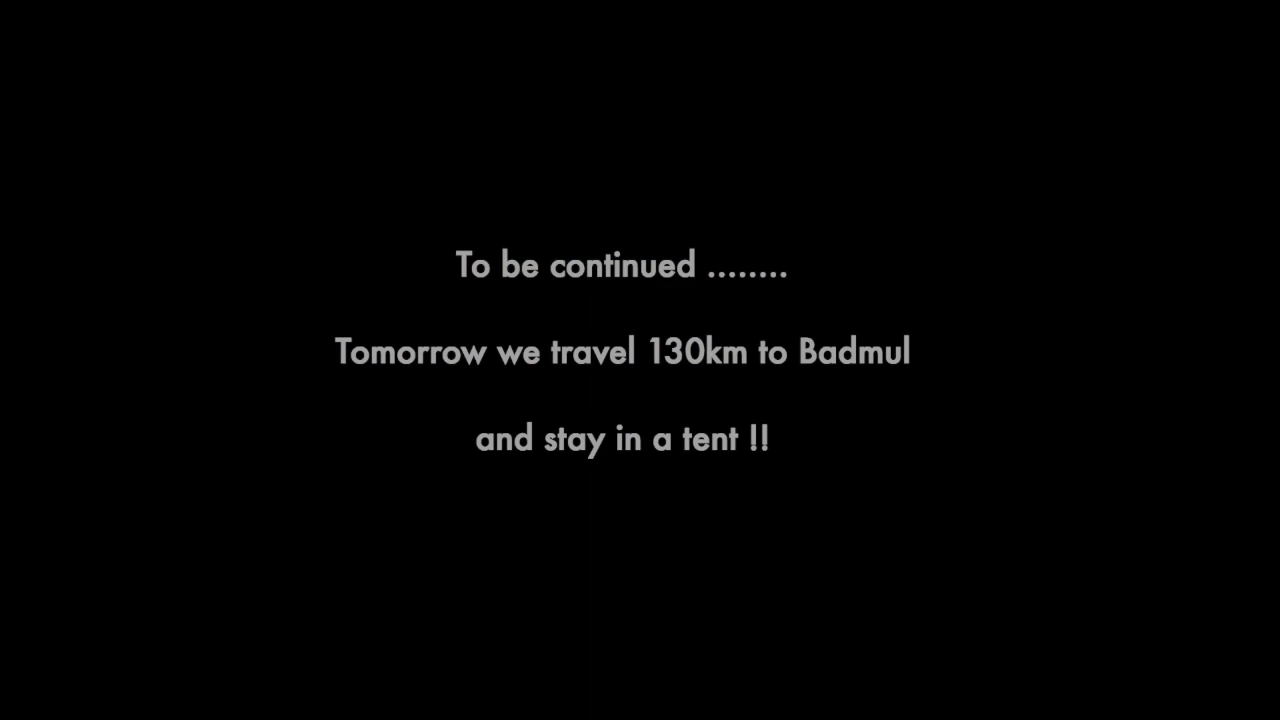 To be continued ........
Tomorrow we travel 130km to Badmul
and stay in a tent !!